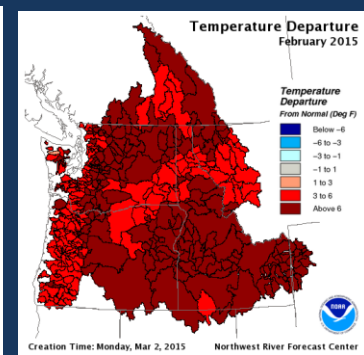 Temperature Departure
February 2015
Temperature
Departure
From Normal (Deg F)
Below -6
-6 to -3
-3 to -1
-1 to 1
1 to 3
3 to 6
Above 6
NOAA
Creation Time: Monday, Mar 2, 2015
Northwest River Forecast Center